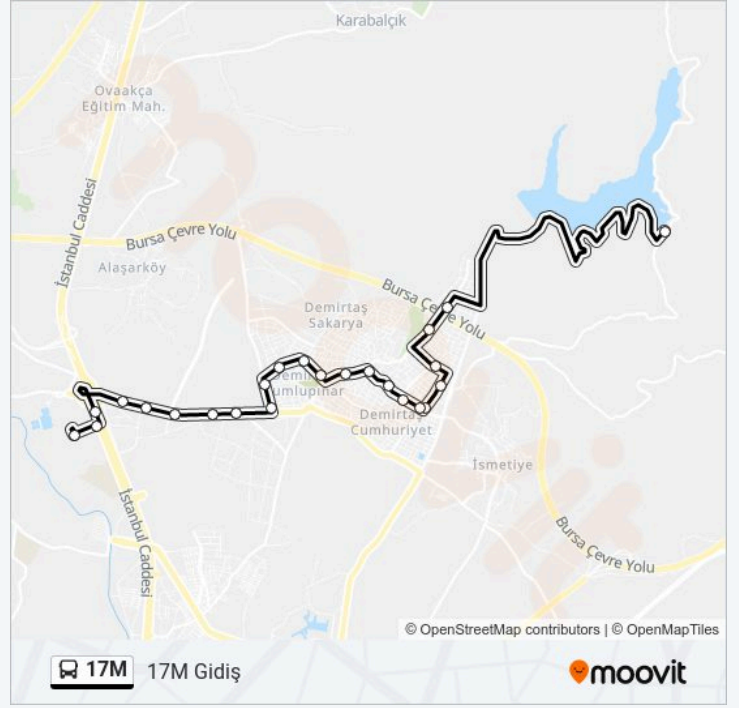 Karabalçık
Ovaakça
Eğitim Mah.
İstanbul Caddesi
Bursa Çevre Yolu
Alaşarköy
Bursa Çevre Yolu
Demirtaş
Sakarya
Demirtaş
Cumhuriyet
İsmetiye
İstanbul Caddesi
Bursa Çevre Yolu
© OpenStreetMap contributors | © OpenMapTiles
17M 17M Gidiş
moovit